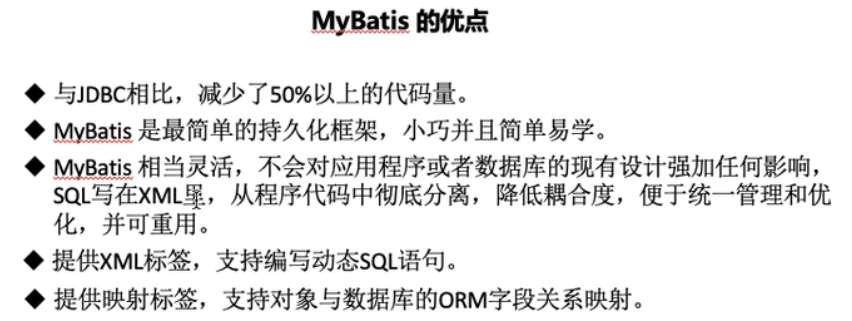 MyBatis 的优点
◆ 与JDBC相比，减少了50%以上的代码量。
◆ MyBatis 是最简单的持久化框架，小巧并且简单易学。
◆ MyBatis 相当灵活，不会对应用程序或者数据库的现有设计强加任何影响，
SQL写在XML里，从程序代码中彻底分离，降低耦合度，便于统一管理和优
化，并可重用。
◆ 提供XML标签，支持编写动态SQL语句。
◆ 提供映射标签，支持对象与数据库的ORM字段关系映射。